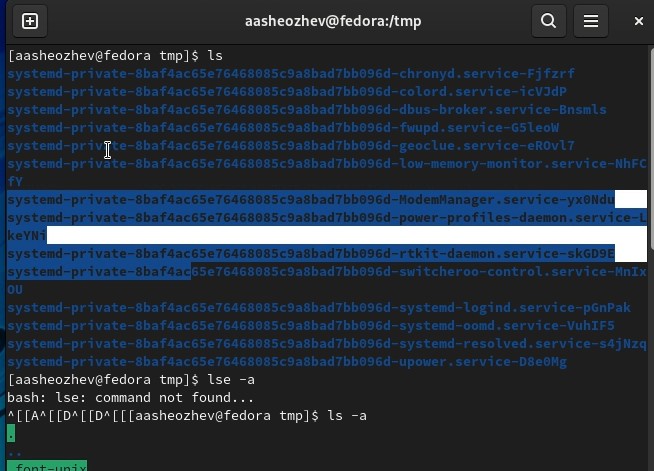 aasheozhev@fedora:/tmp
[aasheozhev@fedora tmp]$ ls
systemd-private-8baf4ac65e76468085c9a8bad7bb096d-chronyd.service-Fjfzrf
systemd-private-8baf4ac65e76468085c9a8bad7bb096d-colord.service-icVJdP
systemd-private-8baf4ac65e76468085c9a8bad7bb096d-dbus-broker.service-Bnsmls
systemd-private-8baf4ac65e76468085c9a8bad7bb096d-fwupd.service-G5leoW
systemd-private-8baf4ac65e76468085c9a8bad7bb096d-geoclue.service-eROvl7
systemd-private-8baf4ac65e76468085c9a8bad7bb096d-low-memory-monitor.service-NhFC
fY
systemd-private-8baf4ac65e76468085c9a8bad7bb096d-ModemManager.service-yx0Ndu
systemd-private-8baf4ac65e76468085c9a8bad7bb096d-power-profiles-daemon.service-L
keYNi
systemd-private-8baf4ac65e76468085c9a8bad7bb096d-rtkit-daemon.service-skGD9E
systemd-private-8baf4ac65e76468085c9a8bad7bb096d-switcheroo-control.service-MnIx
OU
systemd-private-8baf4ac65e76468085c9a8bad7bb096d-systemd-logind.service-pGnPak
systemd-private-8baf4ac65e76468085c9a8bad7bb096d-systemd-oomd.service-VuhIF5
systemd-private-8baf4ac65e76468085c9a8bad7bb096d-systemd-resolved.service-s4jNzq
systemd-private-8baf4ac65e76468085c9a8bad7bb096d-upower.service-D8e0Mg
[aasheozhev@fedora tmp]$ lse -a
bash: lse: command not found...
^[[A^[[D^[[D^[[[aasheozhev@fedora tmp]$ ls -a
.
..
.font-unix